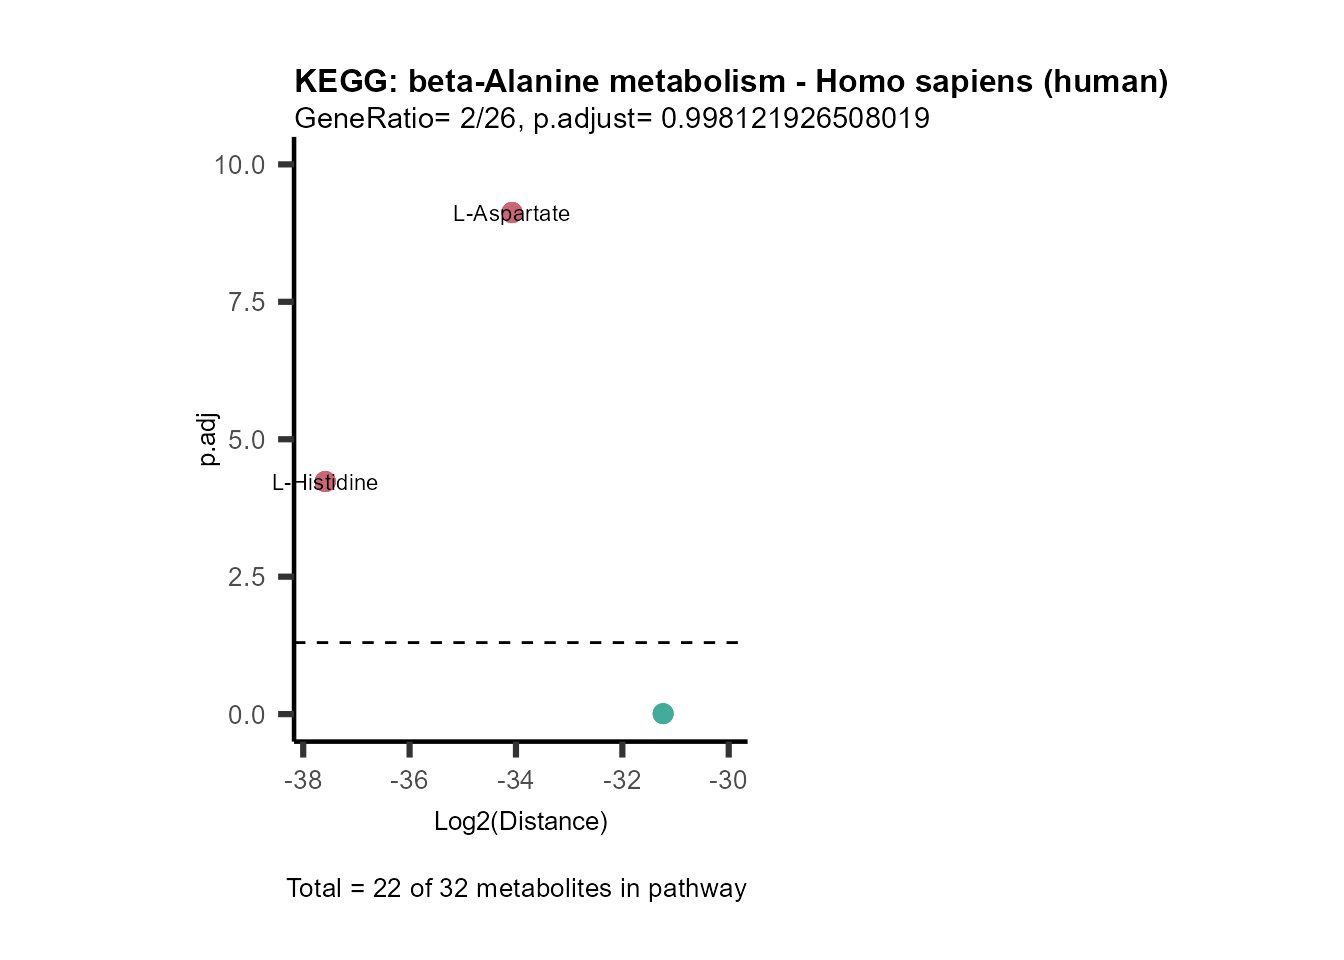 KEGG: beta-Alanine metabolism - Homo sapiens (human)
GeneRatio= 2/26, p.adjust= 0.998121926508019
10.0
L-Aspartate
7.5
p.adj
5.0
L-Histidine
2.5
0.0
-38 -36 -34 -32 -30
Log2(Distance)
Total = 22 of 32 metabolites in pathway